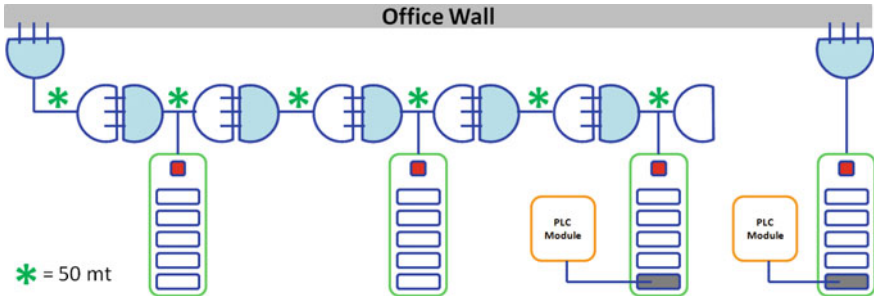 Office Wall
* * * * * *
PLC
Module
PLC
Module
* = 50 mt